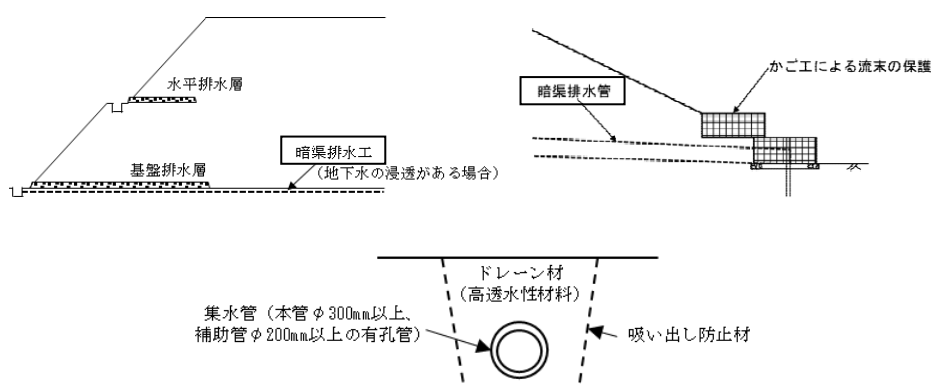 水平排水層
暗渠排水工
(地下水の浸透がある場合)
基盤排水層
かご工による流末の保護
暗渠排水管
ドレーン材
(高透水性材料)
集水管(本管φ300mm以上、
補助管φ200mm以上の有孔管)
吸い出し防止材